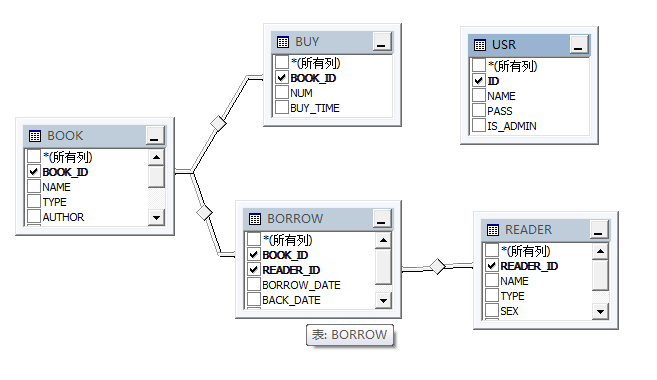 BUY
*(所有列)
BOOK_ID
NUM
BUY_TIME
USR
*(所有列)
ID
NAME
PASS
IS_ADMIN
BOOK
*(所有列)
BOOK_ID
NAME
TYPE
AUTHOR
BORROW
*(所有列)
BOOK_ID
READER_ID
BORROW_DATE
BACK_DATE
READER
*(所有列)
READER_ID
NAME
TYPE
SEX
表: BORROW